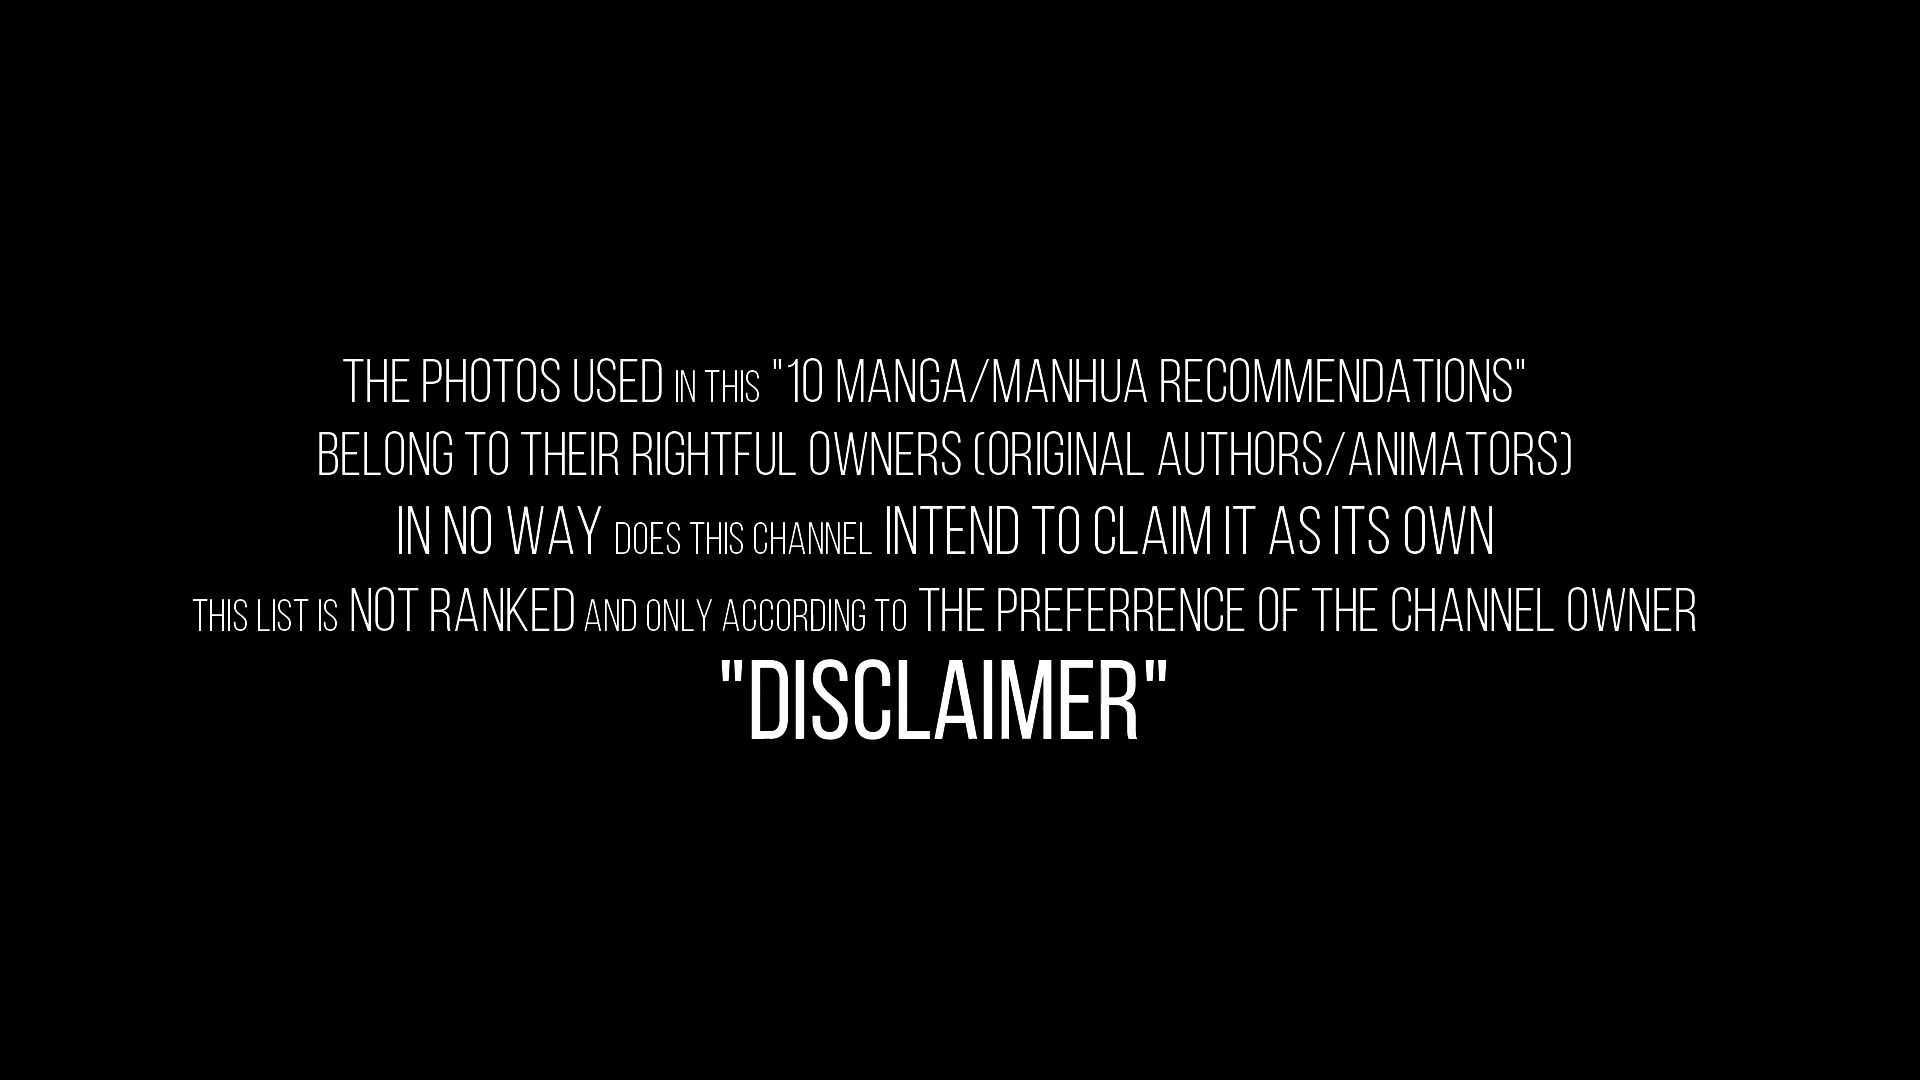 THE PHOTOS USED IN THIS "10 MANGA/MANHUA RECOMMENDATIONS"
BELONG TO THEIR RIGHTFUL OWNERS (ORIGINAL AUTHORS/ANIMATORS)
IN NO WAY DOES THIS CHANNEL INTEND TO CLAIM IT AS ITS OWN
THIS LIST IS NOT RANKED AND ONLY ACCORDING TO THE PREFERRENCE OF THE CHANNEL OWNER
"DISCLAIMER"